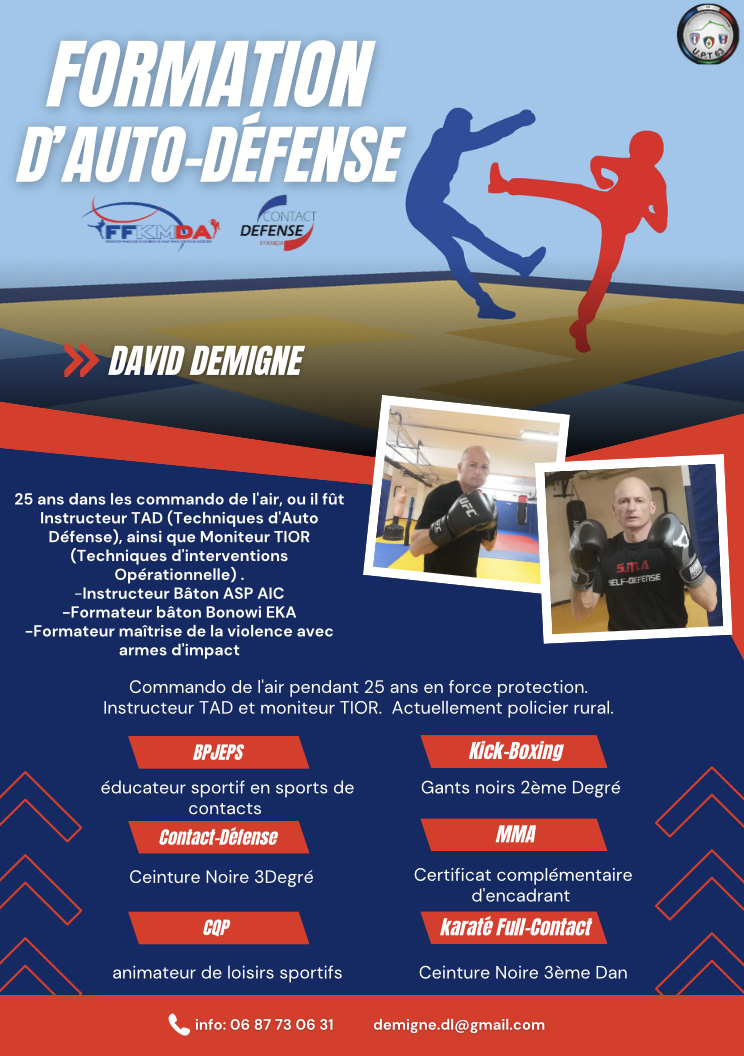 U.P.T 63
FORMATION
D'AUTO-DÉFENSE
FFKMDA
CONTACT
DEFENSE
FFKMDA
DAVID DEMIGNE
UFC
S.M.A
SELF-DEFENSE
25 ans dans les commando de l'air, ou il fût
Instructeur TAD (Techniques d'Auto
Défense), ainsi que Moniteur TIOR
(Techniques d'interventions
Opérationnelle) .
-Instructeur Bâton ASP AIC
-Formateur bâton Bonowi EKA
-Formateur maîtrise de la violence avec
armes d'impact
Commando de l'air pendant 25 ans en force protection.
Instructeur TAD et moniteur TIOR. Actuellement policier rural.
BPJEPS
éducateur sportif en sports de
contacts
Contact-Défense
Ceinture Noire 3Degré
CQP
animateur de loisirs sportifs
Kick-Boxing
Gants noirs 2ème Degré
MMA
Certificat complémentaire
d'encadrant
karaté Full-Contact
Ceinture Noire 3ème Dan
info: 06 87 73 06 31
demigne.dl@gmail.com